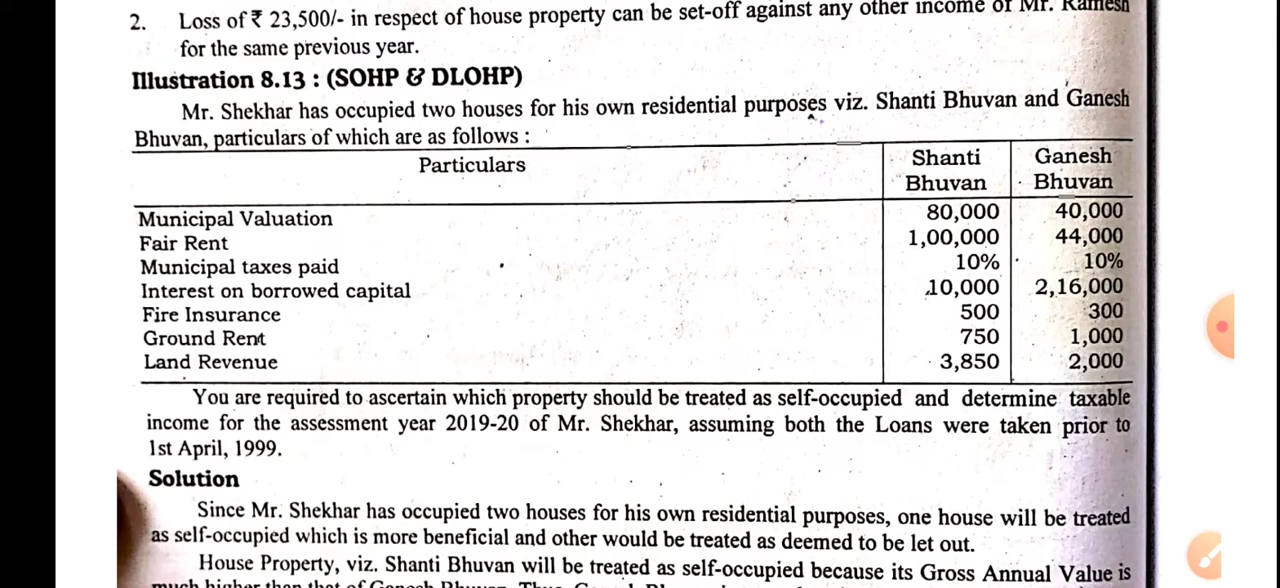 2. Loss of ₹ 23,500/- in respect of house property can be set-off against any other income of Mr. Ramesh
for the same previous year.
Illustration 8.13 : (SOHP & DLOHP)
Mr. Shekhar has occupied two houses for his own residential purposes viz. Shanti Bhuvan and Ganesh
Bhuvan, particulars of which are as follows :
Particulars Shanti Bhuvan Ganesh Bhuvan
Municipal Valuation 80,000 40,000
Fair Rent 1,00,000 44,000
Municipal taxes paid 10% 10%
Interest on borrowed capital 10,000 2,16,000
Fire Insurance 500 300
Ground Rent 750 1,000
Land Revenue 3,850 2,000
You are required to ascertain which property should be treated as self-occupied and determine taxable
income for the assessment year 2019-20 of Mr. Shekhar, assuming both the Loans were taken prior to
1st April, 1999.
Solution
Since Mr. Shekhar has occupied two houses for his own residential purposes, one house will be treated
as self-occupied which is more beneficial and other would be treated as deemed to be let out.
House Property, viz. Shanti Bhuvan will be treated as self-occupied because its Gross Annual Value is
much higher than that of Ganesh Bhuvan. Thus